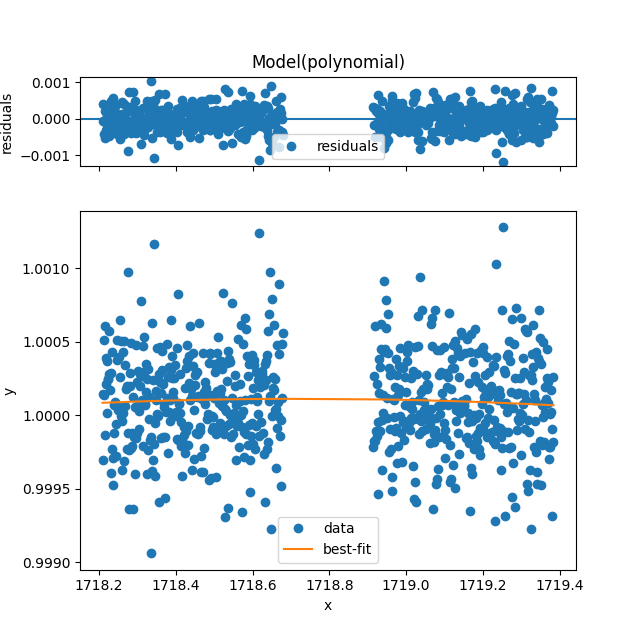 Model(polynomial)
0.001
0.000
−0.001
residuals
residuals
1.0010
1.0005
1.0000
0.9995
0.9990
y
data
best-fit
1718.2 1718.4 1718.6 1718.8 1719.0 1719.2 1719.4
x